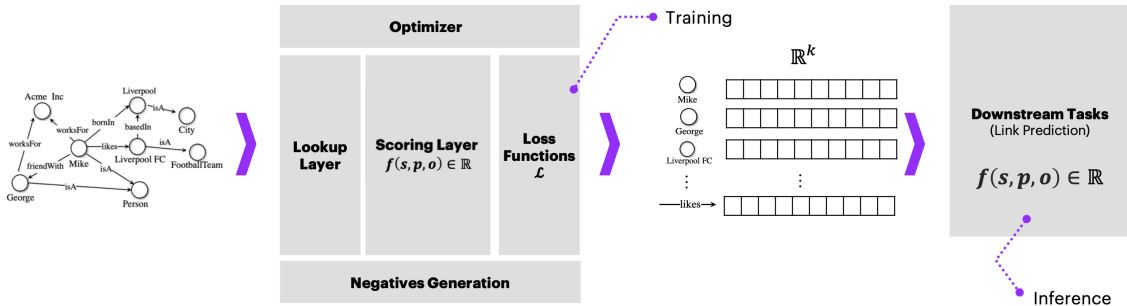 Acme Inc
Liverpool
isA
City
bornIn
basedIn
worksFor
worksFor
likes
isA
Mike
Liverpool FC
FootballTeam
friendWith
isA
George
isA
Person
Optimizer
Lookup
Layer
Scoring Layer
f(s, p, o) ∈ ℝ
Loss
Functions
ℒ
Negatives Generation
Training
ℝᵏ
Mike
George
Liverpool FC
⋮ ⋮
likes
Downstream Tasks
(Link Prediction)
f(s, p, o) ∈ ℝ
Inference